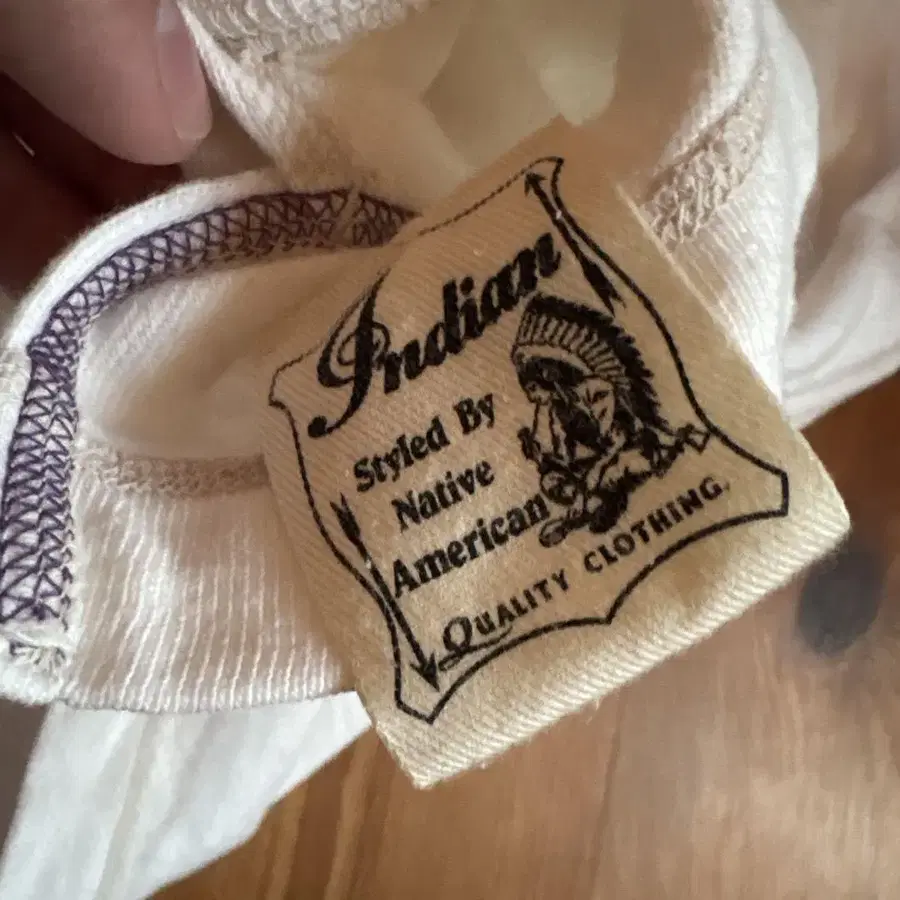 Indian
Styled By
Native
American
QUALITY CLOTHING.